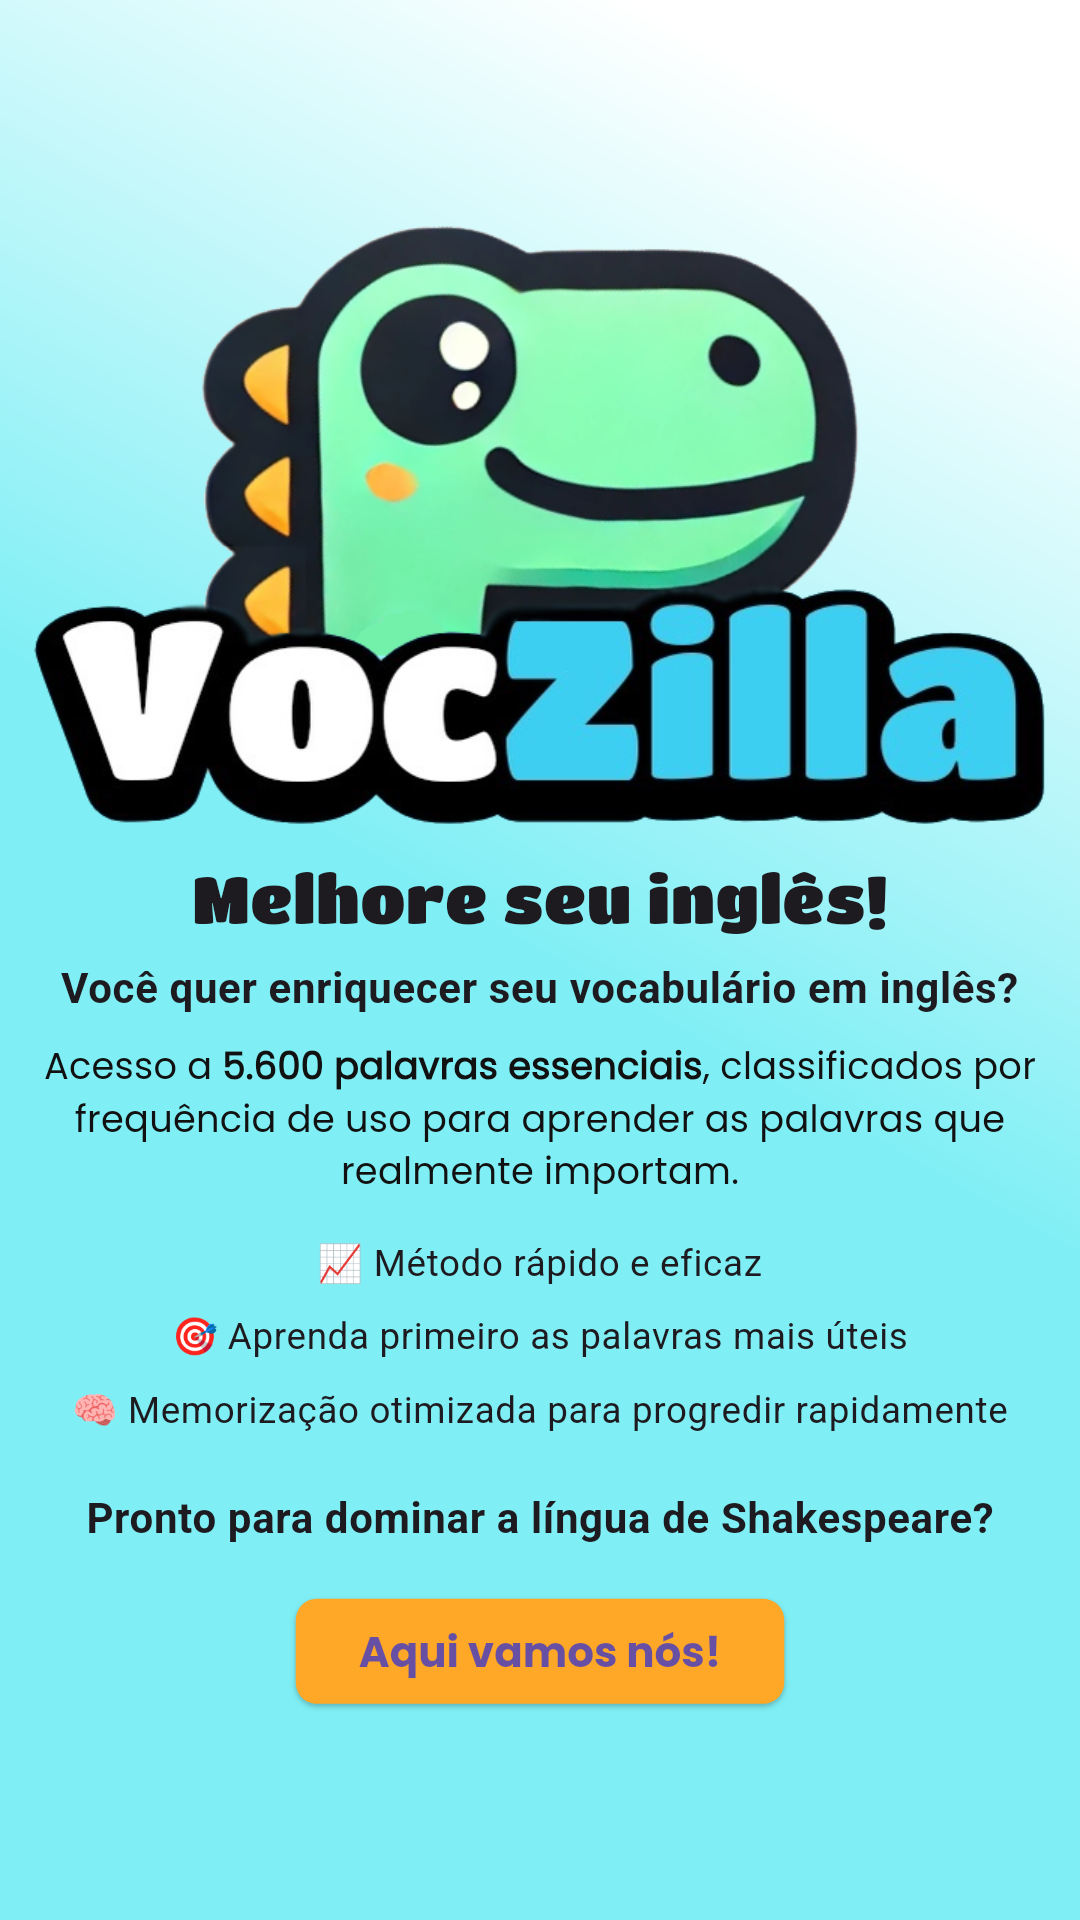 VocZilla
Melhore seu inglês!
Você quer enriquecer seu vocabulário em inglês?
Acesso a 5.600 palavras essenciais, classificados por
frequência de uso para aprender as palavras que
realmente importam.
📈 Método rápido e eficaz
🎯 Aprenda primeiro as palavras mais úteis
🧠 Memorização otimizada para progredir rapidamente
Pronto para dominar a língua de Shakespeare?
Aqui vamos nós!